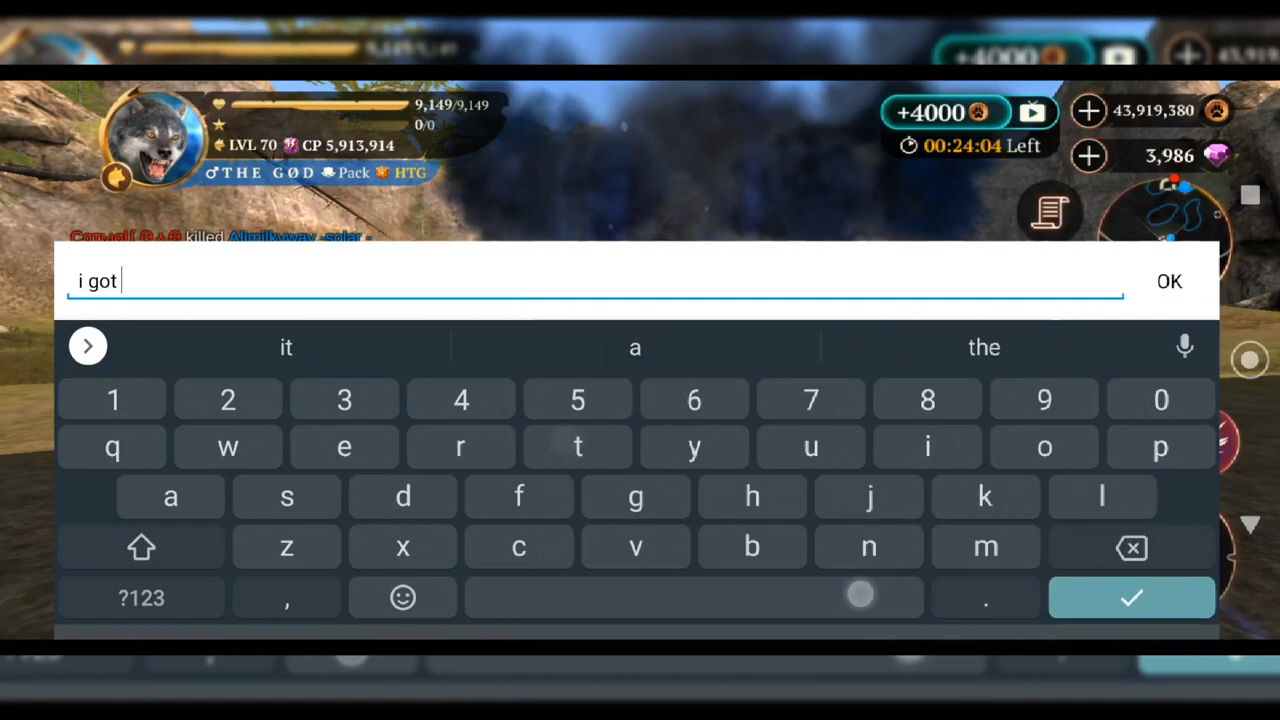 9,149/9,149
0/0
LVL 70 CP 5,913,914
♂ T H E G Ø D Pack HTG
+4000
00:24:04 Left
43,919,380
3,986
killed Alimilkyway -solar -
i got
OK
it a the
1 2 3 4 5 6 7 8 9 0
q w e r t y u i o p
a s d f g h j k l
z x c v b n m
?123 , .